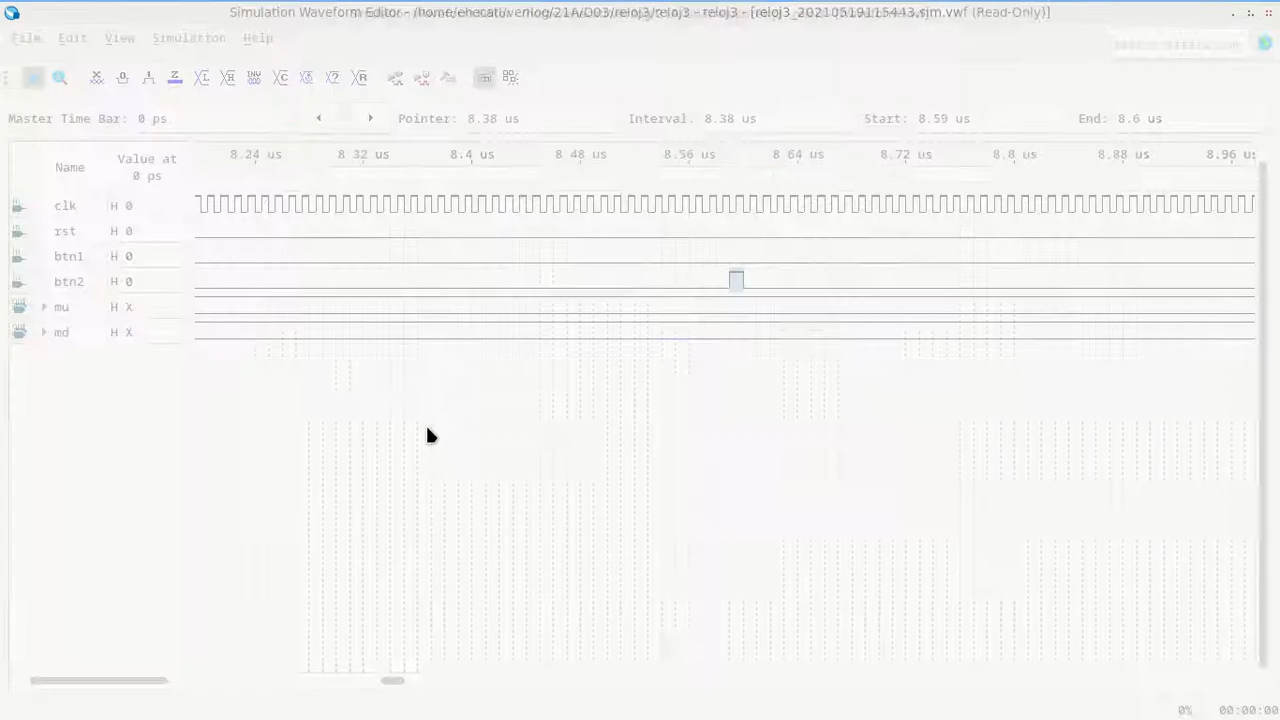 Simulation Waveform Editor - /home/ehecatl/verilog/21A/D03/reloj3/reloj3 - reloj3 - [reloj3_20210519115443.sim.vwf (Read-Only)]
File Edit View Simulation Help
Master Time Bar: 0 ps Pointer: 8.38 us Interval: 8.38 us Start: 8.59 us End: 8.6 us
Name Value at 0 ps
8.24 us 8.32 us 8.4 us 8.48 us 8.56 us 8.64 us 8.72 us 8.8 us 8.88 us 8.96 us
clk H 0
rst H 0
btn1 H 0
btn2 H 0
mu H X
md H X
0% 00:00:00